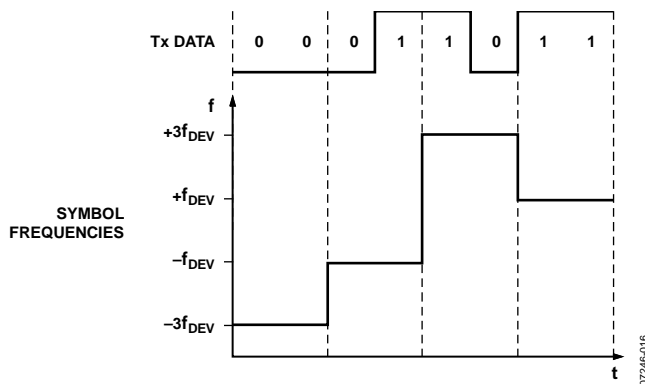 Tx DATA 0 0 0 1 1 0 1 1
f
+3fDEV
+fDEV
SYMBOL
FREQUENCIES
–fDEV
–3fDEV
t
07246-016